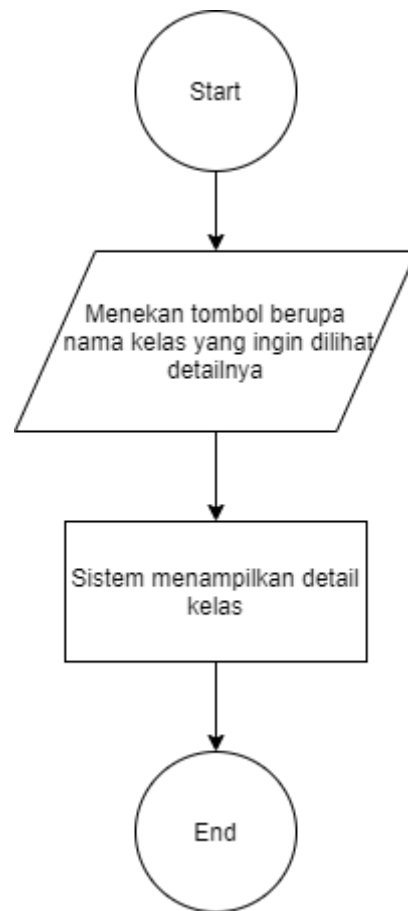 Start
Menekan tombol berupa
nama kelas yang ingin dilihat
detailnya
Sistem menampilkan detail
kelas
End